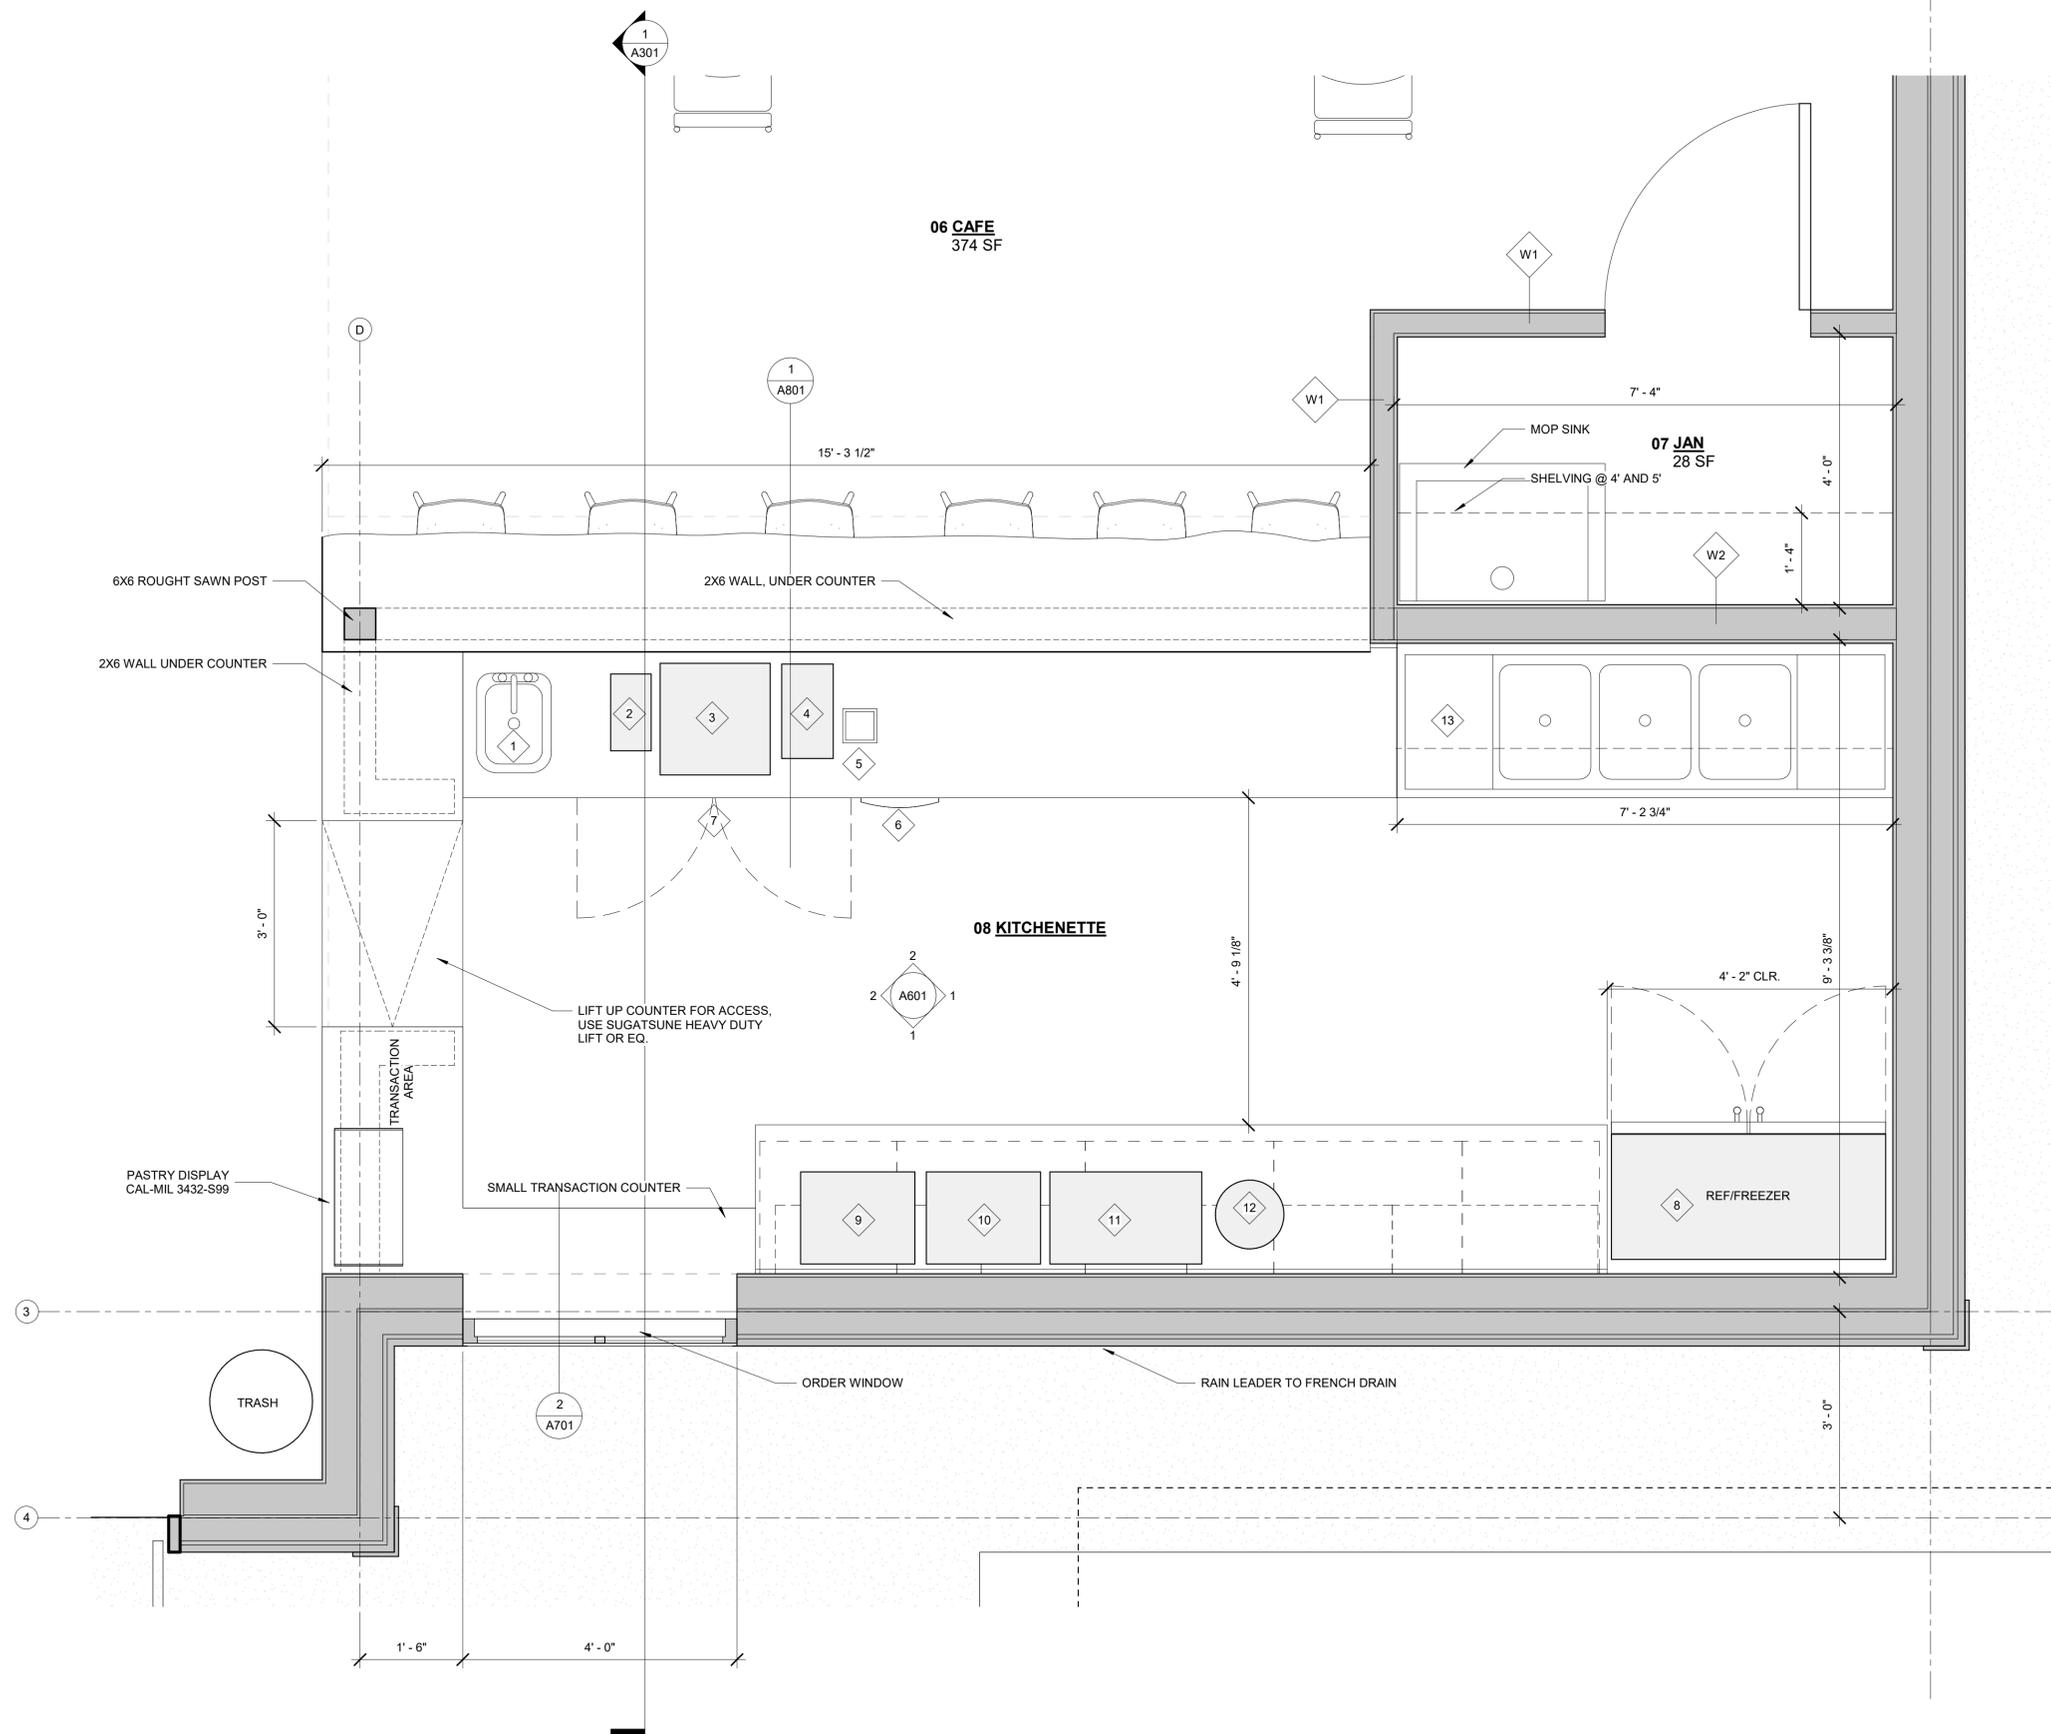 1
A301
06 CAFE
374 SF
W1
D
1
A801
W1
7' - 4"
MOP SINK
07 JAN
28 SF
15' - 3 1/2"
SHELVING @ 4' AND 5'
4' - 0"
1' - 4"
W2
6X6 ROUGHT SAWN POST
2X6 WALL, UNDER COUNTER
2X6 WALL UNDER COUNTER
1
2
3
4
5
13
7
6
7' - 2 3/4"
3' - 0"
08 KITCHENETTE
4' - 9 1/8"
9' - 3 3/8"
2
2 A601 1
1
4' - 2" CLR.
LIFT UP COUNTER FOR ACCESS,
USE SUGATSUNE HEAVY DUTY
LIFT OR EQ.
TRANSACTION
AREA
PASTRY DISPLAY
CAL-MIL 3432-S99
SMALL TRANSACTION COUNTER
9
10
11
12
8
REF/FREEZER
3
ORDER WINDOW
RAIN LEADER TO FRENCH DRAIN
TRASH
2
A701
3' - 0"
4
1' - 6"
4' - 0"